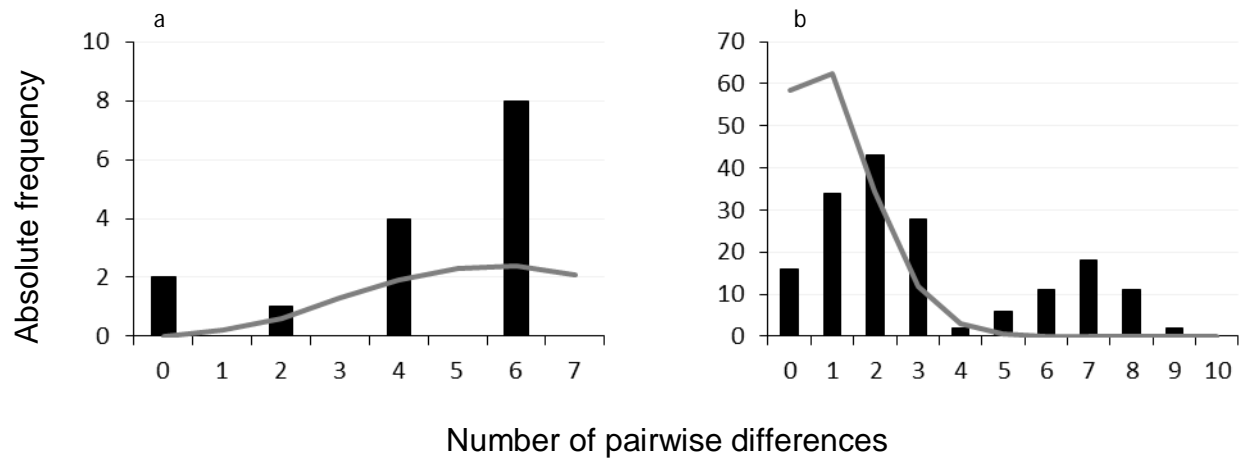 a
10
8
6
4
2
0
0 1 2 3 4 5 6 7
b
70
60
50
40
30
20
10
0
0 1 2 3 4 5 6 7 8 9 10
Absolute frequency
Number of pairwise differences